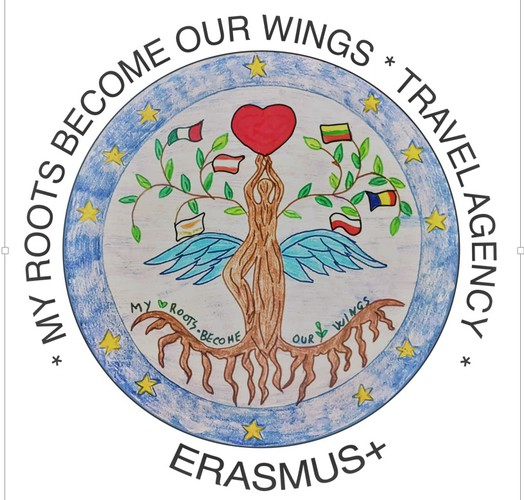 * MY ROOTS BECOME OUR WINGS * TRAVEL AGENCY *
MY ROOTS-BECOME OUR WINGS
ERASMUS+